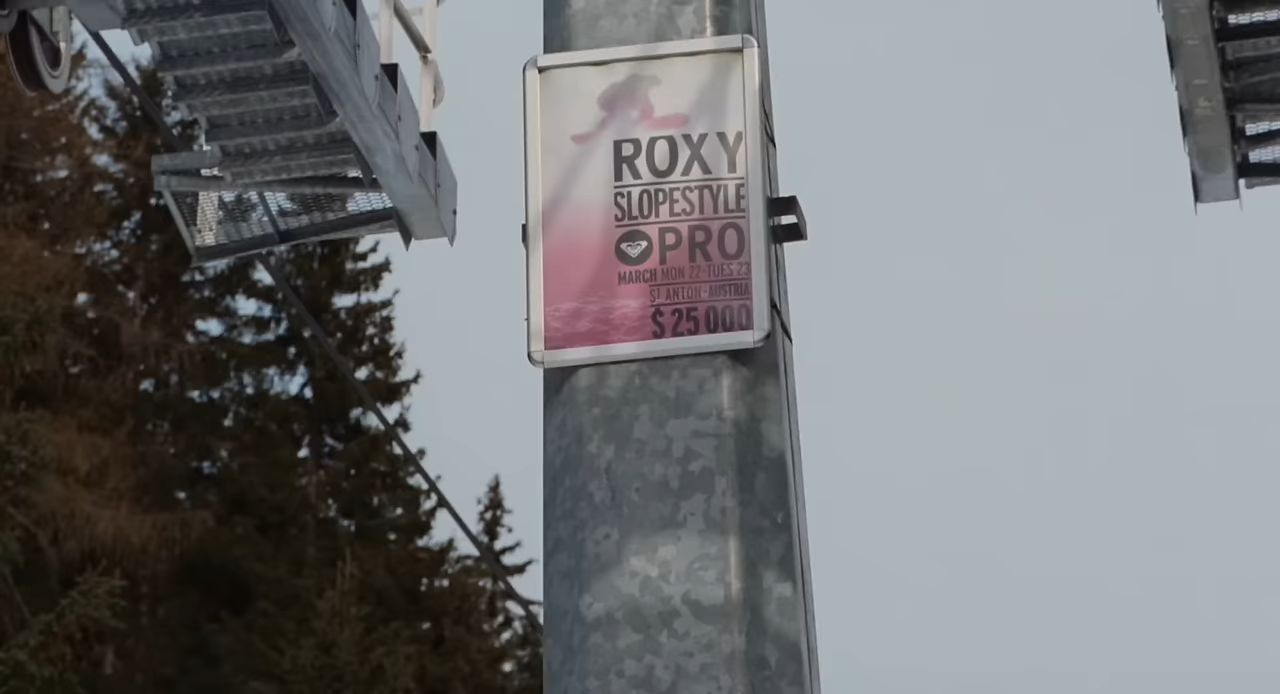 ROXY
SLOPESTYLE
PRO
MARCH MON 22-TUES 23
ST ANTON-AUSTRIA
$25000